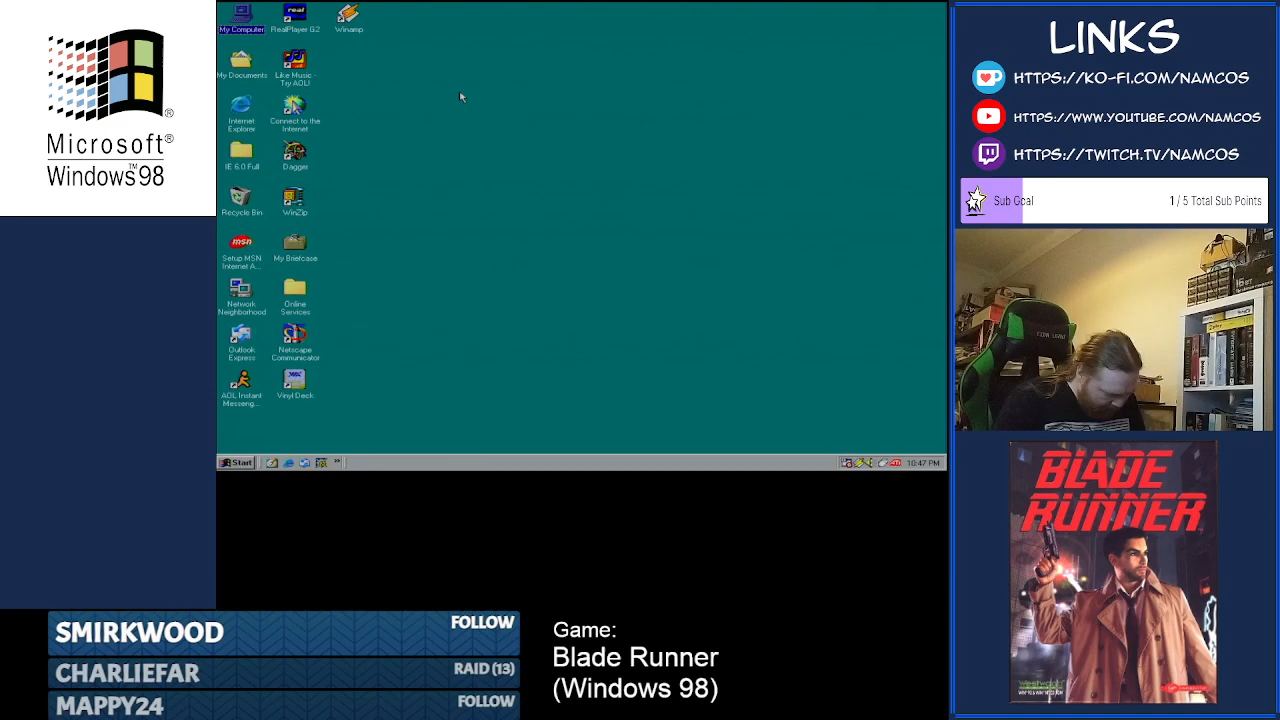 Microsoft®
Windows™98
My Computer
RealPlayer G2
Winamp
My Documents
Like Music -
Try AOL!
Internet
Explorer
Connect to the
Internet
IE 6.0 Full
Dagger
Recycle Bin
WinZip
msn
Setup MSN
Internet A...
My Briefcase
Network
Neighborhood
Online
Services
Outlook
Express
Netscape
Communicator
AOL Instant
Messeng...
Vinyl Deck
Start
10:47 PM
LINKS
HTTPS://KO-FI.COM/NAMCOS
HTTPS://WWW.YOUTUBE.COM/NAMCOS
HTTPS://TWITCH.TV/NAMCOS
Sub Goal
1 / 5 Total Sub Points
BLADE
RUNNER
Westwood
SMIRKWOOD
FOLLOW
CHARLIEFAR
RAID (13)
MAPPY24
FOLLOW
Game:
Blade Runner
(Windows 98)